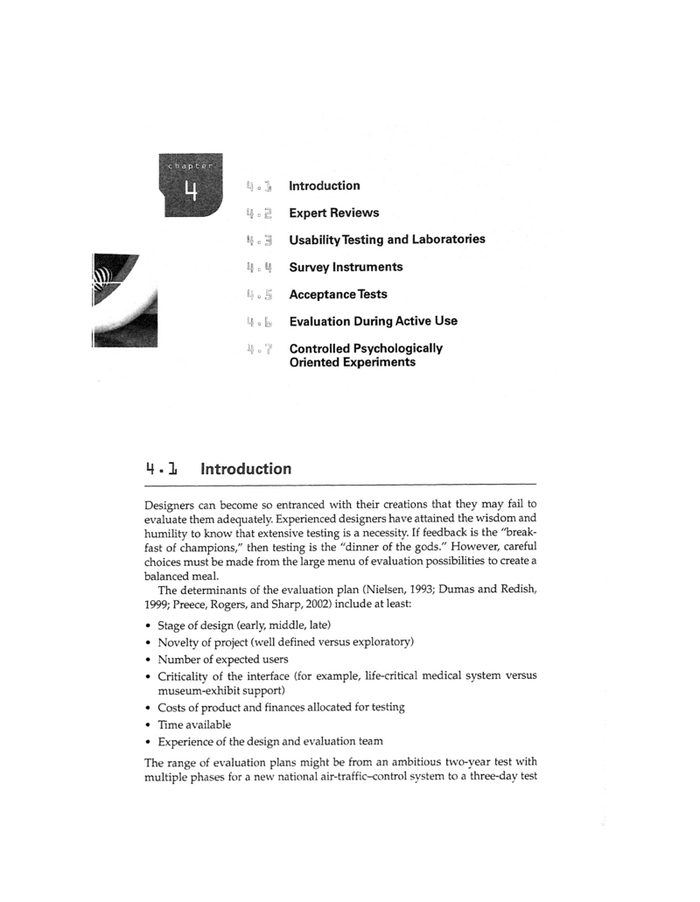 chapter
4
4.1 Introduction
4.2 Expert Reviews
4.3 Usability Testing and Laboratories
4.4 Survey Instruments
4.5 Acceptance Tests
4.6 Evaluation During Active Use
4.7 Controlled Psychologically
Oriented Experiments
4.1 Introduction
Designers can become so entranced with their creations that they may fail to
evaluate them adequately. Experienced designers have attained the wisdom and
humility to know that extensive testing is a necessity. If feedback is the “break-
fast of champions,” then testing is the “dinner of the gods.” However, careful
choices must be made from the large menu of evaluation possibilities to create a
balanced meal.
The determinants of the evaluation plan (Nielsen, 1993; Dumas and Redish,
1999; Preece, Rogers, and Sharp, 2002) include at least:
• Stage of design (early, middle, late)
• Novelty of project (well defined versus exploratory)
• Number of expected users
• Criticality of the interface (for example, life-critical medical system versus
museum-exhibit support)
• Costs of product and finances allocated for testing
• Time available
• Experience of the design and evaluation team
The range of evaluation plans might be from an ambitious two-year test with
multiple phases for a new national air-traffic–control system to a three-day test